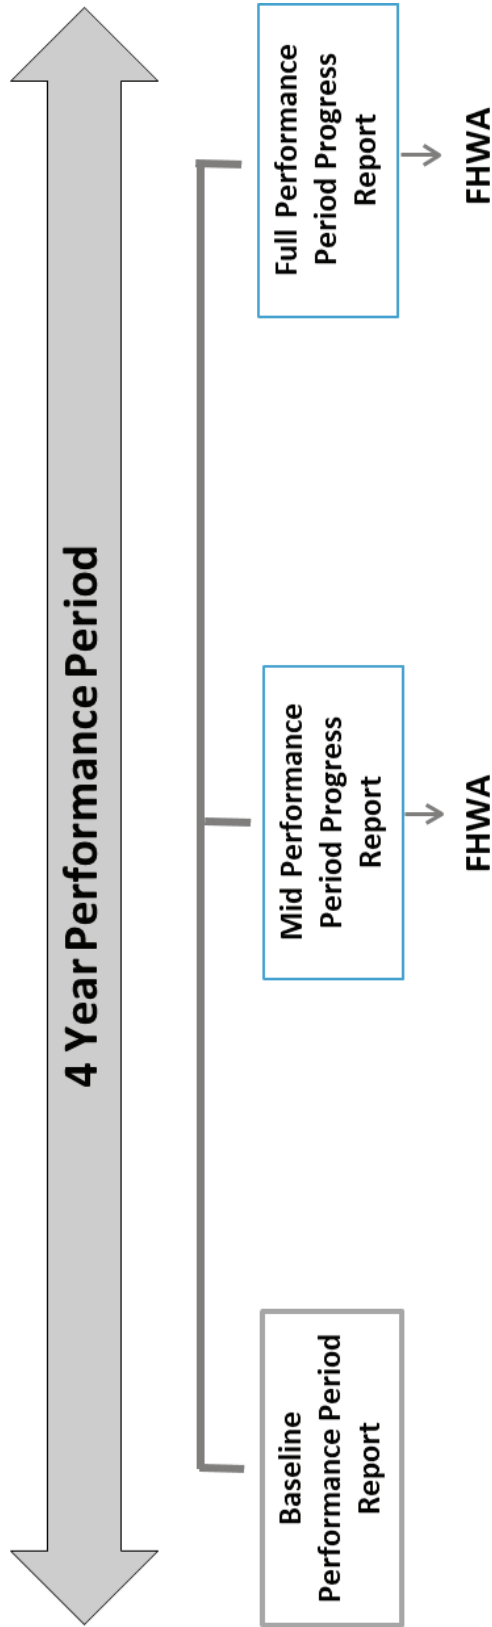 4 Year Performance Period
Baseline
Performance Period
Report
Mid Performance
Period Progress
Report
FHWA
Full Performance
Period Progress
Report
FHWA